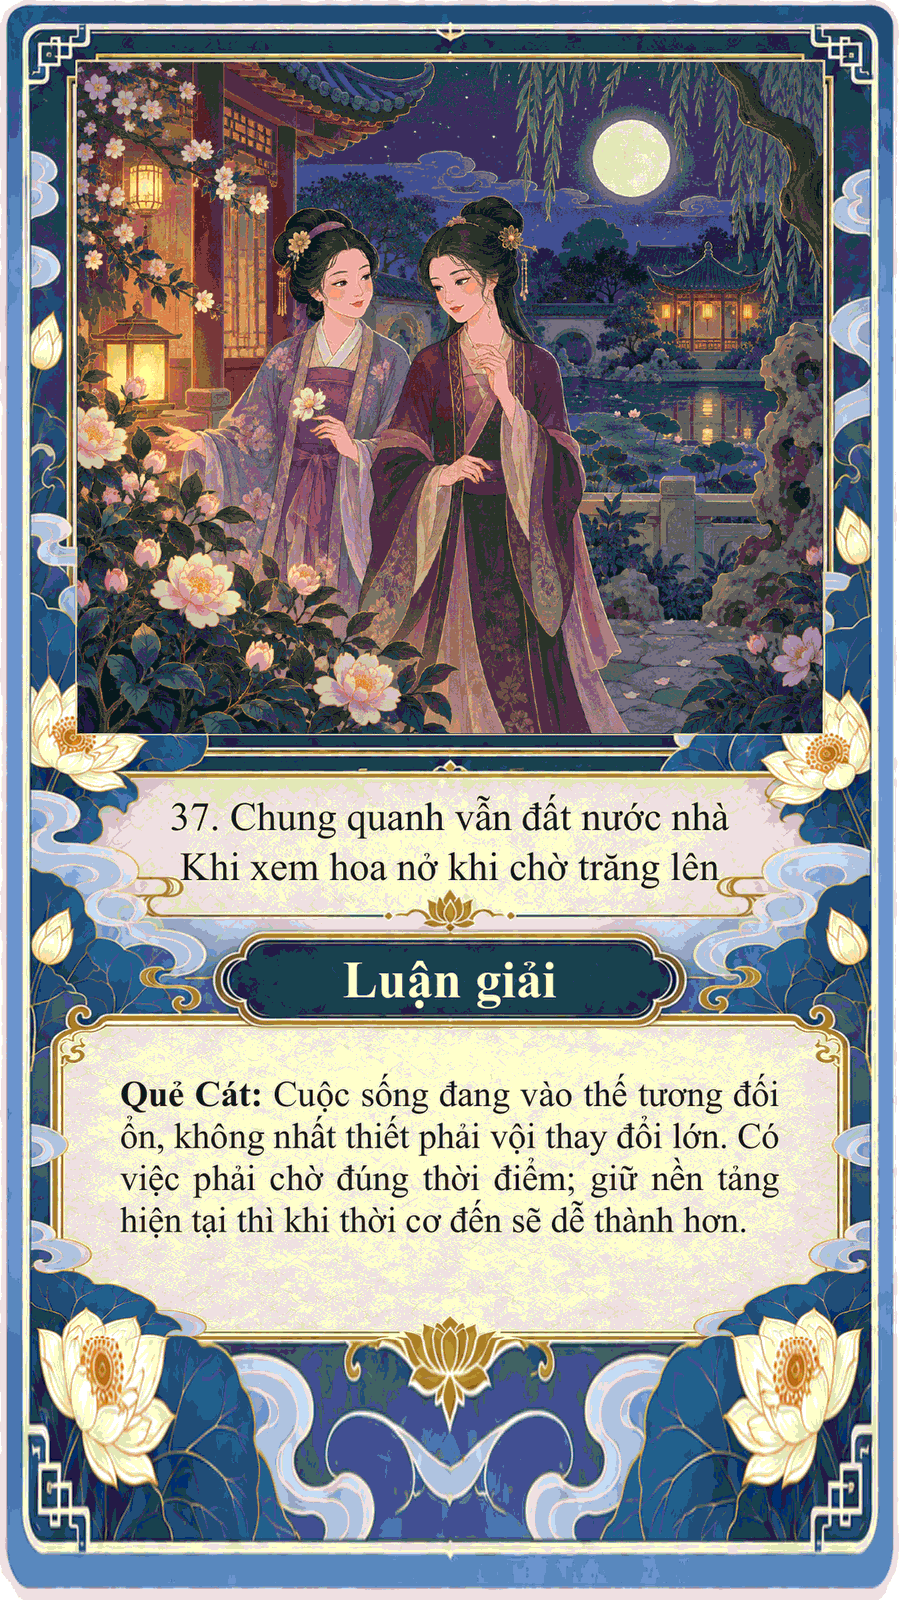 37. Chung quanh vẫn đất nước nhà
Khi xem hoa nở khi chờ trăng lên
Luận giải
Quẻ Cát: Cuộc sống đang vào thế tương đối
ổn, không nhất thiết phải vội thay đổi lớn. Có
việc phải chờ đúng thời điểm; giữ nền tảng
hiện tại thì khi thời cơ đến sẽ dễ thành hơn.